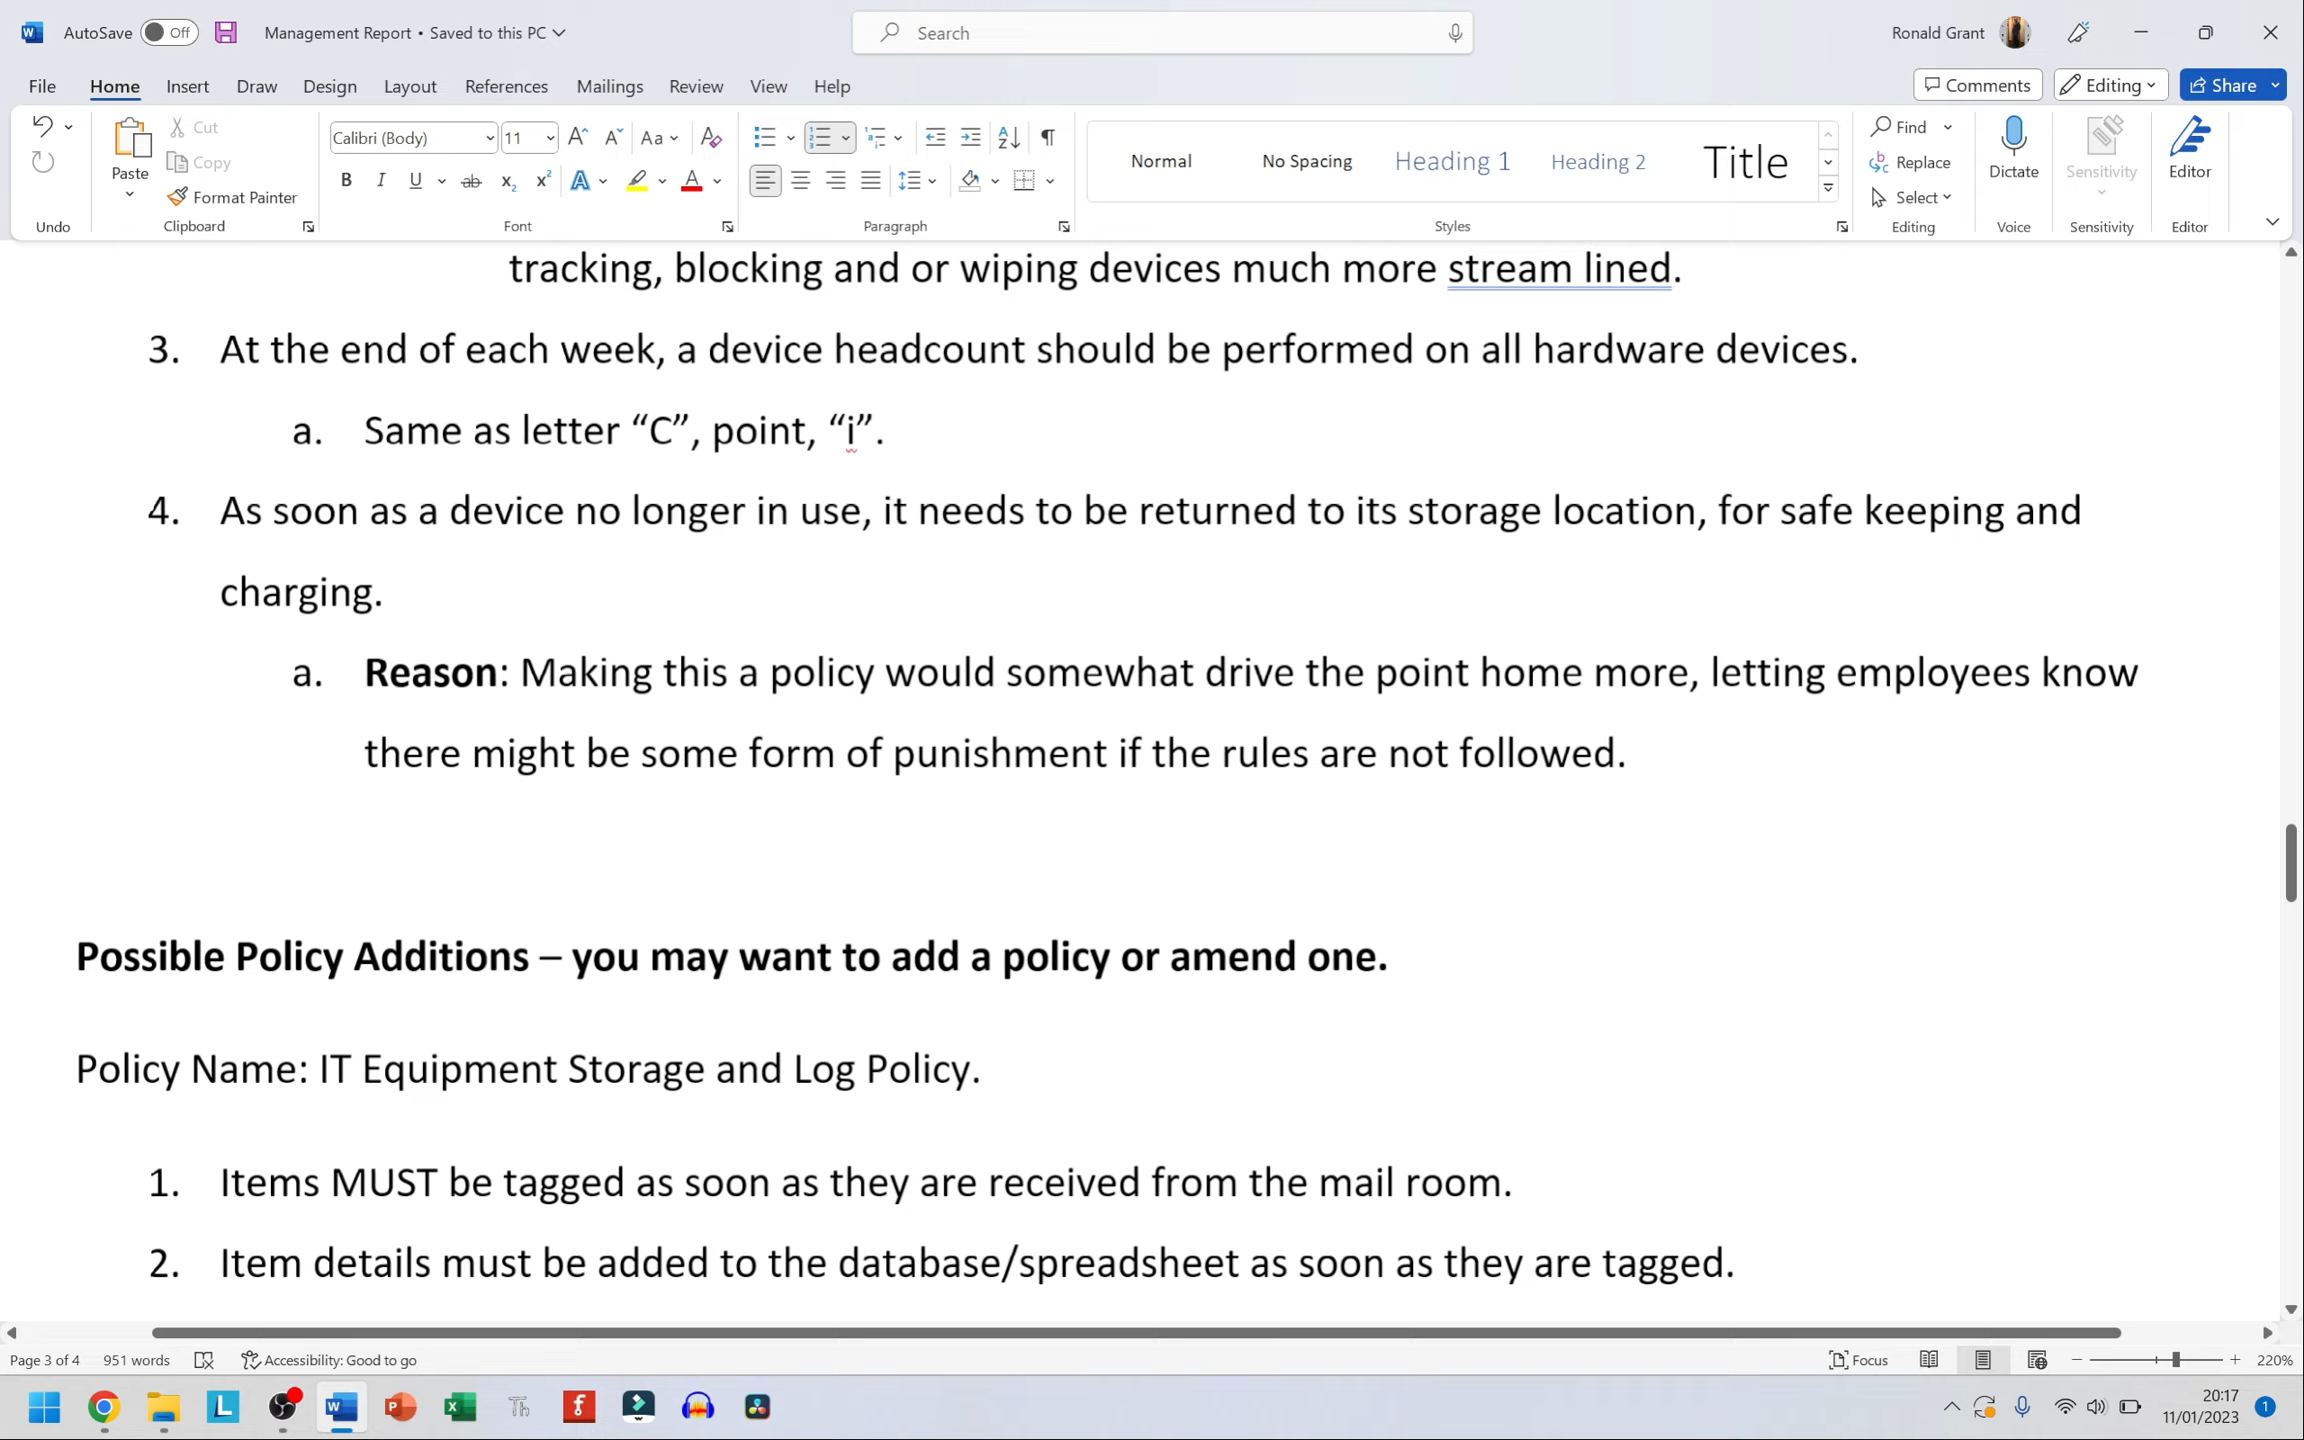 AutoSave Off Management Report • Saved to this PC Search Ronald Grant
File Home Insert Draw Design Layout References Mailings Review View Help Comments Editing Share
Paste Cut Copy Format Painter
Calibri (Body) 11 Aa
B I U ab x₂ x² A A
Normal No Spacing Heading 1 Heading 2 Title
Find Replace Select
Dictate Sensitivity Editor
Undo Clipboard Font Paragraph Styles Editing Voice Sensitivity Editor
tracking, blocking and or wiping devices much more stream lined.
3. At the end of each week, a device headcount should be performed on all hardware devices.
a. Same as letter “C”, point, “i”.
4. As soon as a device no longer in use, it needs to be returned to its storage location, for safe keeping and
charging.
a. Reason: Making this a policy would somewhat drive the point home more, letting employees know
there might be some form of punishment if the rules are not followed.
Possible Policy Additions – you may want to add a policy or amend one.
Policy Name: IT Equipment Storage and Log Policy.
1. Items MUST be tagged as soon as they are received from the mail room.
2. Item details must be added to the database/spreadsheet as soon as they are tagged.
Page 3 of 4 951 words Accessibility: Good to go Focus 220%
20:17
11/01/2023 1